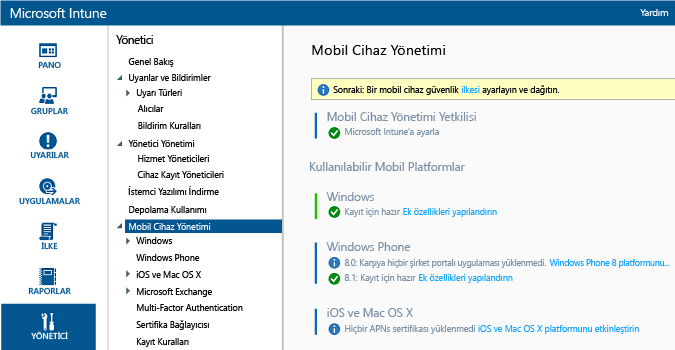 Microsoft Intune
Yardım
PANO
GRUPLAR
UYARILAR
UYGULAMALAR
İLKE
RAPORLAR
YÖNETİCİ
Yönetici
Genel Bakış
Uyarılar ve Bildirimler
Uyarı Türleri
Alıcılar
Bildirim Kuralları
Yönetici Yönetimi
Hizmet Yöneticileri
Cihaz Kayıt Yöneticileri
İstemci Yazılımı İndirme
Depolama Kullanımı
Mobil Cihaz Yönetimi
Windows
Windows Phone
iOS ve Mac OS X
Microsoft Exchange
Multi-Factor Authentication
Sertifika Bağlayıcısı
Kayıt Kuralları
Mobil Cihaz Yönetimi
Sonraki: Bir mobil cihaz güvenlik ilkesi ayarlayın ve dağıtın.
Mobil Cihaz Yönetimi Yetkilisi
Microsoft Intune'a ayarla
Kullanılabilir Mobil Platformlar
Windows
Kayıt için hazır Ek özellikleri yapılandırın
Windows Phone
8.0: Karşıya hiçbir şirket portalı uygulaması yüklenmedi. Windows Phone 8 platformunu...
8.1: Kayıt için hazır Ek özellikleri yapılandırın
iOS ve Mac OS X
Hiçbir APNs sertifikası yüklenmedi iOS ve Mac OS X platformunu etkinleştirin